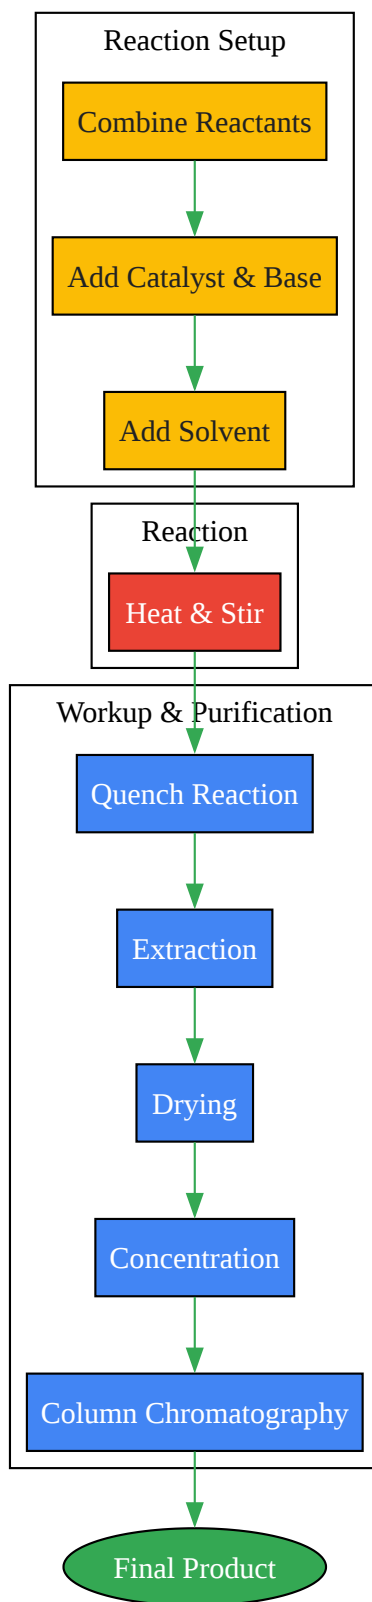 Reaction Setup
Combine Reactants
Add Catalyst & Base
Add Solvent
Reaction
Heat & Stir
Workup & Purification
Quench Reaction
Extraction
Drying
Concentration
Column Chromatography
Final Product